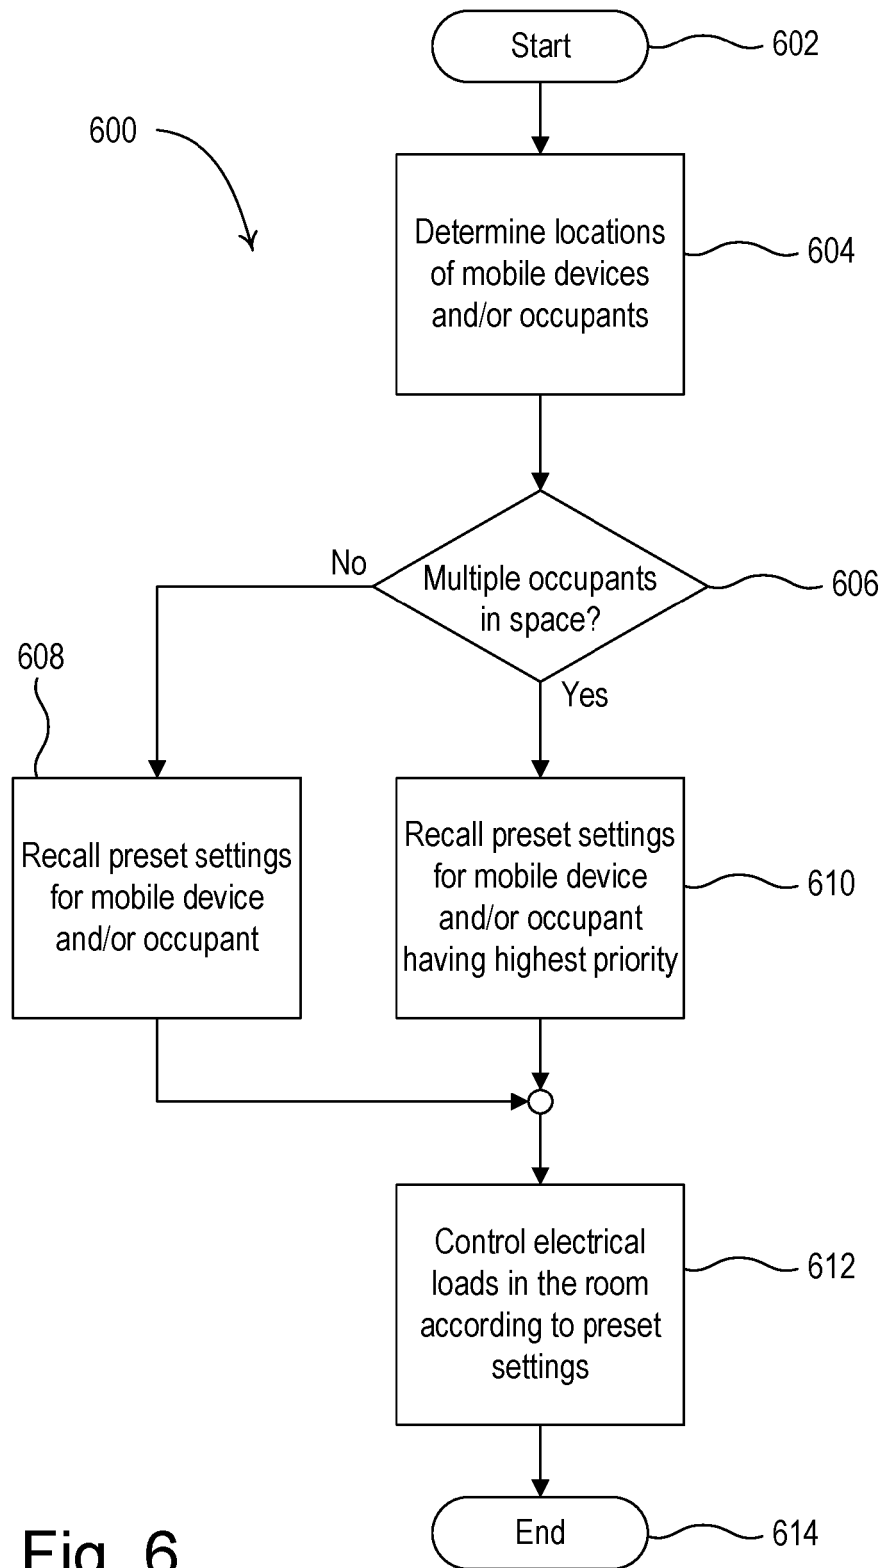 Start
602
600
Determine locations
of mobile devices
and/or occupants
604
No
Multiple occupants
in space?
606
Yes
608
Recall preset settings
for mobile device
and/or occupant
Recall preset settings
for mobile device
and/or occupant
having highest priority
610
Control electrical
loads in the room
according to preset
settings
612
End
614
Fig. 6